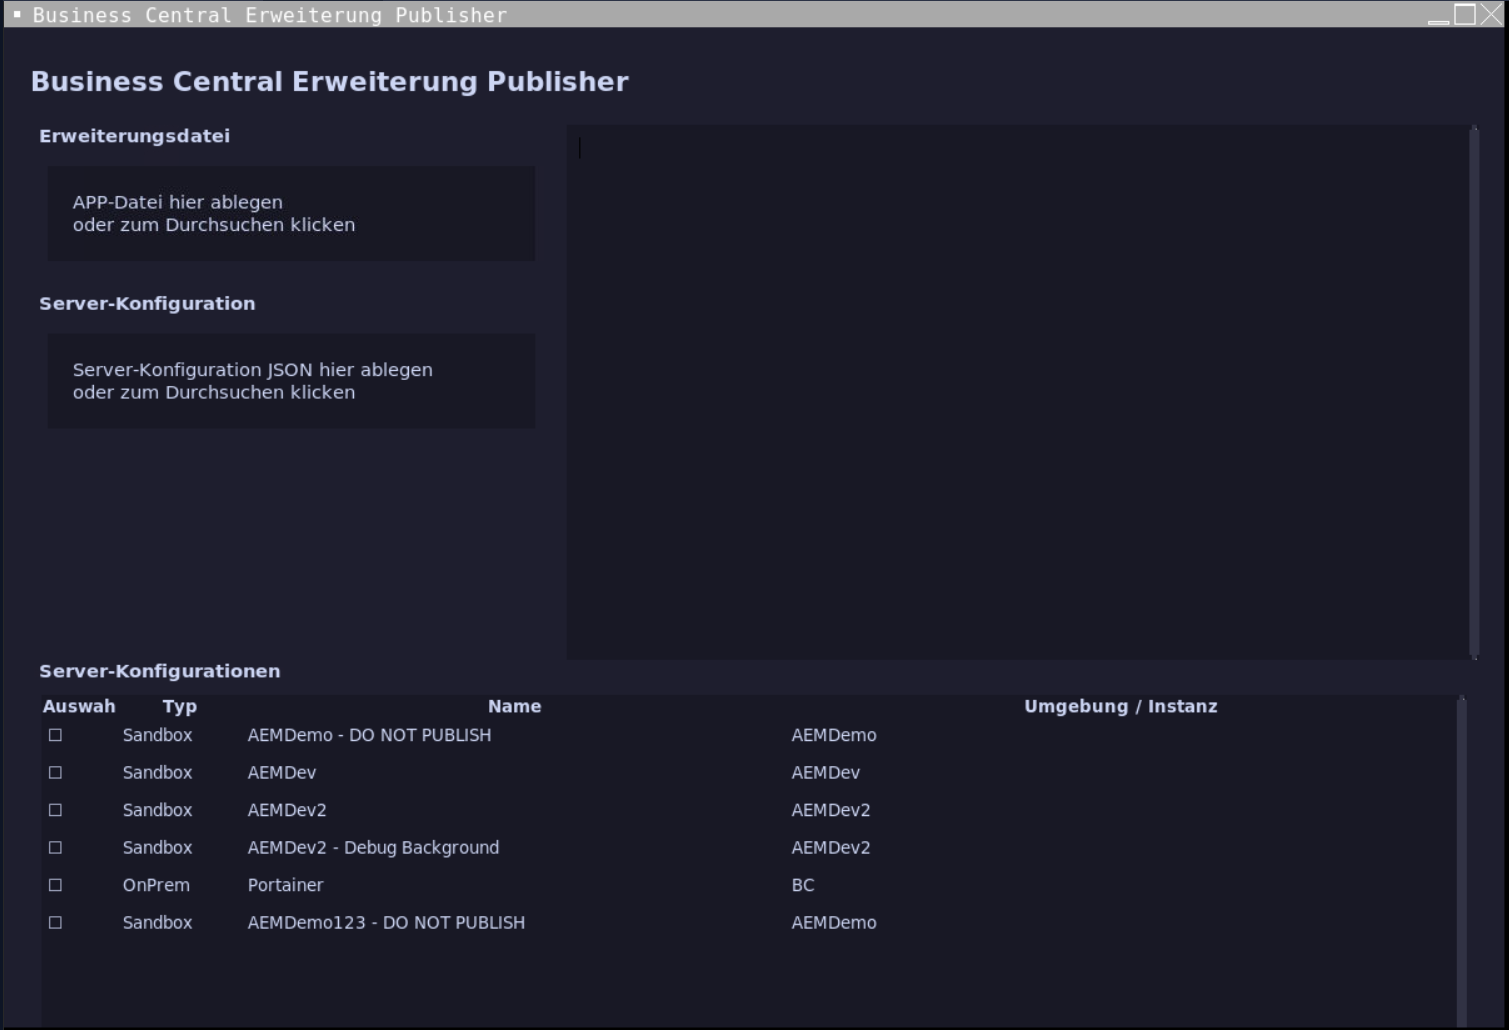 Business Central Erweiterung Publisher
Business Central Erweiterung Publisher
Erweiterungsdatei
APP-Datei hier ablegen
oder zum Durchsuchen klicken
Server-Konfiguration
Server-Konfiguration JSON hier ablegen
oder zum Durchsuchen klicken
Server-Konfigurationen
Auswah Typ Name Umgebung / Instanz
☐ Sandbox AEMDemo - DO NOT PUBLISH AEMDemo
☐ Sandbox AEMDev AEMDev
☐ Sandbox AEMDev2 AEMDev2
☐ Sandbox AEMDev2 - Debug Background AEMDev2
☐ OnPrem Portainer BC
☐ Sandbox AEMDemo123 - DO NOT PUBLISH AEMDemo